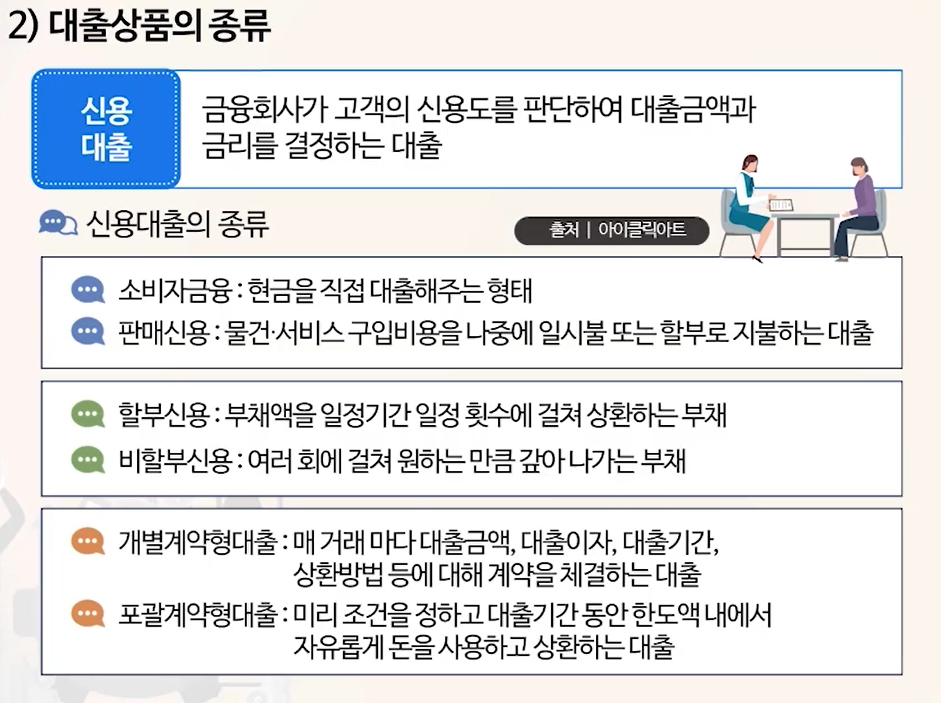 2) 대출상품의 종류
신용
대출
금융회사가 고객의 신용도를 판단하여 대출금액과
금리를 결정하는 대출
신용대출의 종류
출처 | 아이클릭아트
소비자금융 : 현금을 직접 대출해주는 형태
판매신용 : 물건·서비스 구입비용을 나중에 일시불 또는 할부로 지불하는 대출
할부신용 : 부채액을 일정기간 일정 횟수에 걸쳐 상환하는 부채
비할부신용 : 여러 회에 걸쳐 원하는 만큼 갚아 나가는 부채
개별계약형대출 : 매 거래 마다 대출금액, 대출이자, 대출기간,
상환방법 등에 대해 계약을 체결하는 대출
포괄계약형대출 : 미리 조건을 정하고 대출기간 동안 한도액 내에서
자유롭게 돈을 사용하고 상환하는 대출